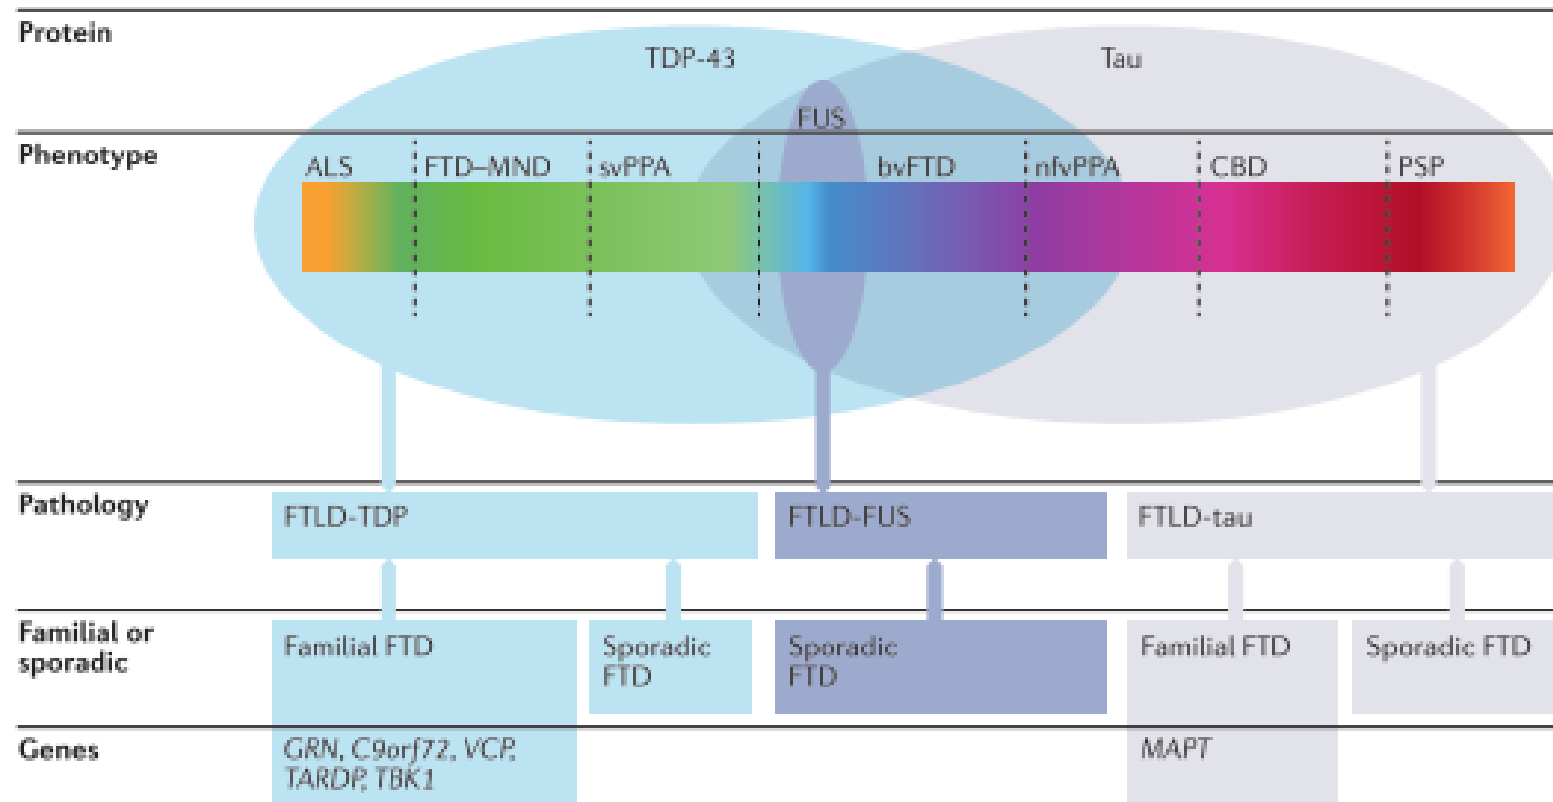 Protein
TDP-43
Tau
FUS
Phenotype
ALS
FTD–MND
svPPA
bvFTD
nfvPPA
CBD
PSP
Pathology
FTLD-TDP
FTLD-FUS
FTLD-tau
Familial or
sporadic
Familial FTD
Sporadic
FTD
Sporadic
FTD
Familial FTD
Sporadic FTD
Genes
GRN, C9orf72, VCP,
TARDP, TBK1
MAPT